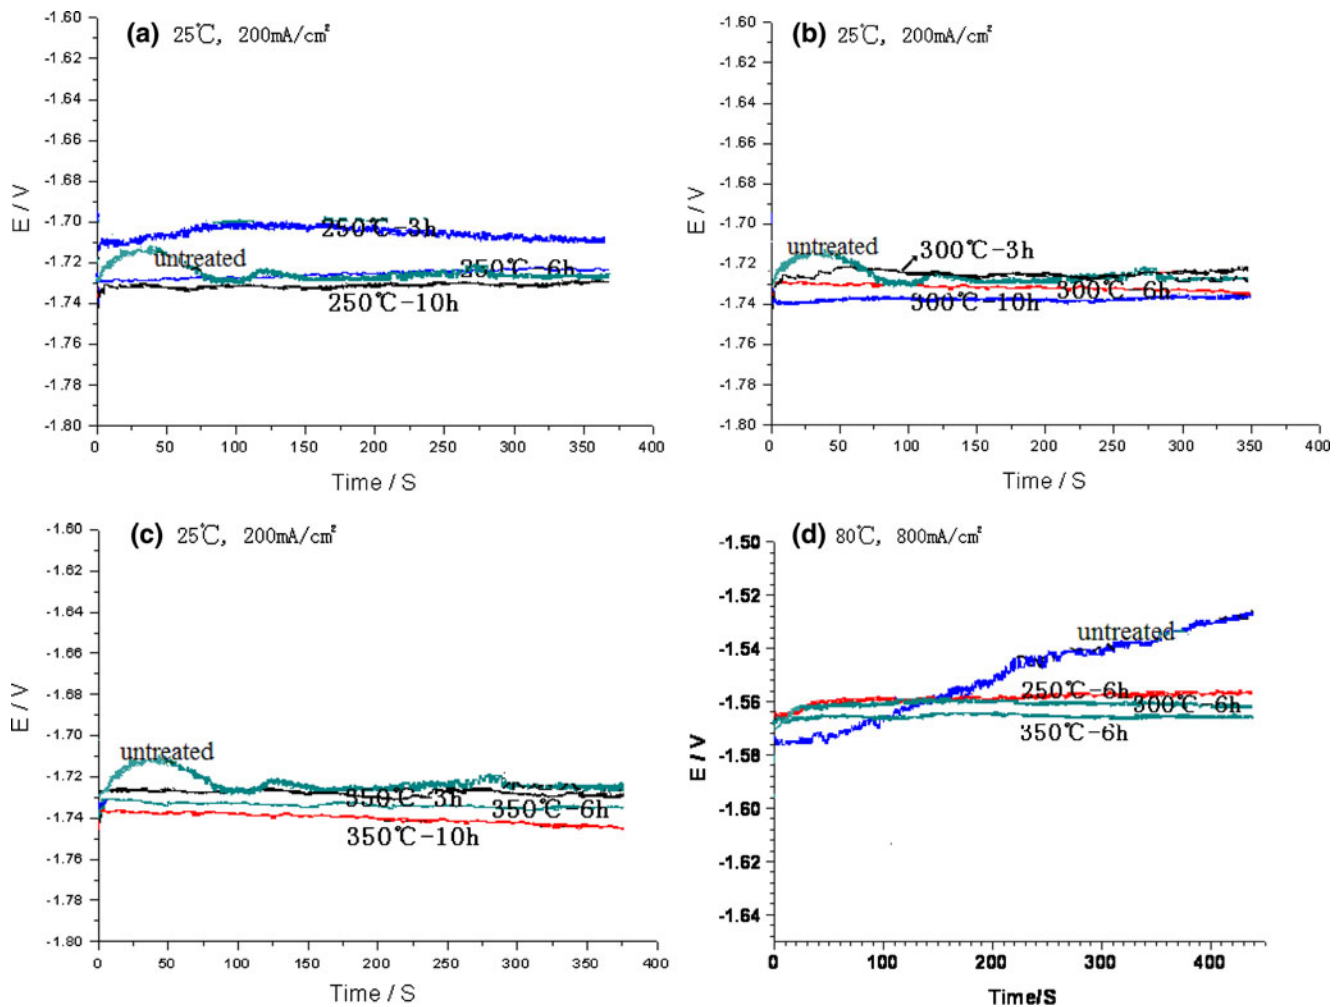 (a) 25℃, 200mA/cm²
-1.60
-1.62
-1.64
-1.66
-1.68
-1.70
-1.72
-1.74
-1.76
-1.78
-1.80
E / V
250℃-3h
untreated
250℃-6h
250℃-10h
0 50 100 150 200 250 300 350 400
Time / S
(b) 25℃, 200mA/cm²
-1.60
-1.62
-1.64
-1.66
-1.68
-1.70
-1.72
-1.74
-1.76
-1.78
-1.80
E / V
untreated
300℃-3h
300℃-6h
300℃-10h
0 50 100 150 200 250 300 350 400
Time / S
(c) 25℃, 200mA/cm²
-1.60
-1.62
-1.64
-1.66
-1.68
-1.70
-1.72
-1.74
-1.76
-1.78
-1.80
E / V
untreated
350℃-3h
350℃-6h
350℃-10h
0 50 100 150 200 250 300 350 400
Time / S
(d) 80℃, 800mA/cm²
-1.50
-1.52
-1.54
-1.56
-1.58
-1.60
-1.62
-1.64
E / V
untreated
250℃-6h
300℃-6h
350℃-6h
0 100 200 300 400
Time/S